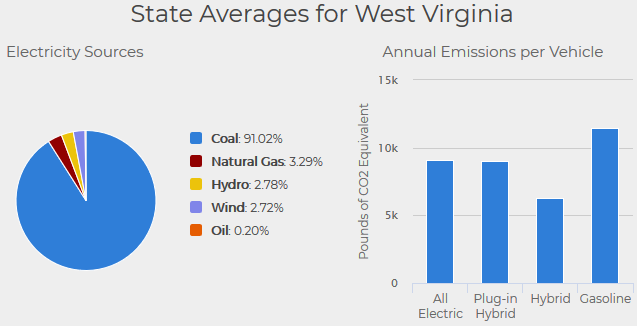 State Averages for West Virginia
Electricity Sources
Coal: 91.02%
Natural Gas: 3.29%
Hydro: 2.78%
Wind: 2.72%
Oil: 0.20%
Annual Emissions per Vehicle
Pounds of CO2 Equivalent
15k
10k
5k
0
All
Electric
Plug-in
Hybrid
Hybrid
Gasoline